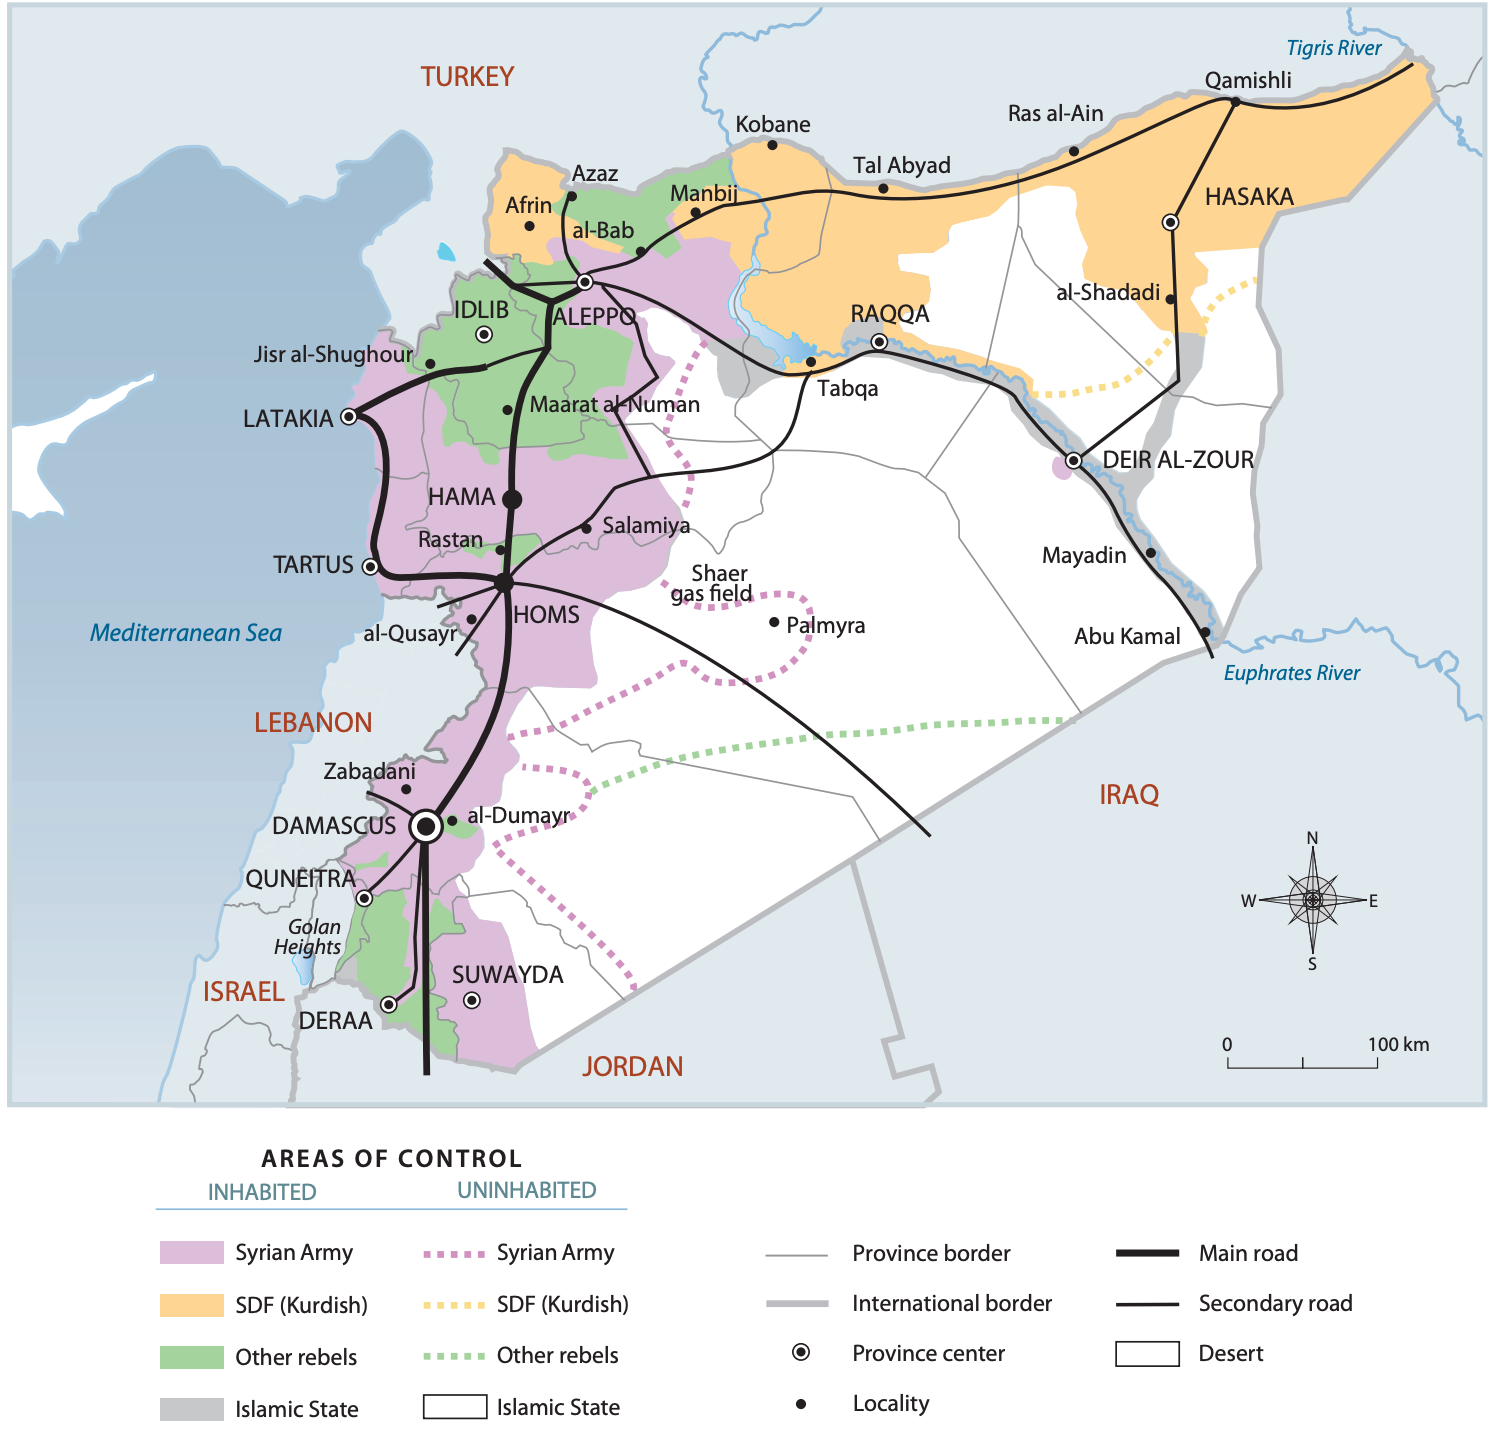 Tigris River
TURKEY
Qamishli
Ras al-Ain
Kobane
Tal Abyad
Azaz
Afrin
Manbij
HASAKA
al-Bab
al-Shadadi
IDLIB
ALEPPO
RAQQA
Jisr al-Shughour
Tabqa
Maarat al-Numan
LATAKIA
DEIR AL-ZOUR
HAMA
Salamiya
Rastan
Mayadin
TARTUS
Shaer
gas field
HOMS
Palmyra
Mediterranean Sea
al-Qusayr
Abu Kamal
Euphrates River
LEBANON
Zabadani
IRAQ
DAMASCUS
al-Dumayr
N
W
E
S
QUNEITRA
Golan
Heights
SUWAYDA
ISRAEL
DERAA
JORDAN
0
100 km
AREAS OF CONTROL
INHABITED
UNINHABITED
Syrian Army
Syrian Army
Province border
Main road
SDF (Kurdish)
SDF (Kurdish)
International border
Secondary road
Other rebels
Other rebels
Province center
Desert
Islamic State
Islamic State
Locality